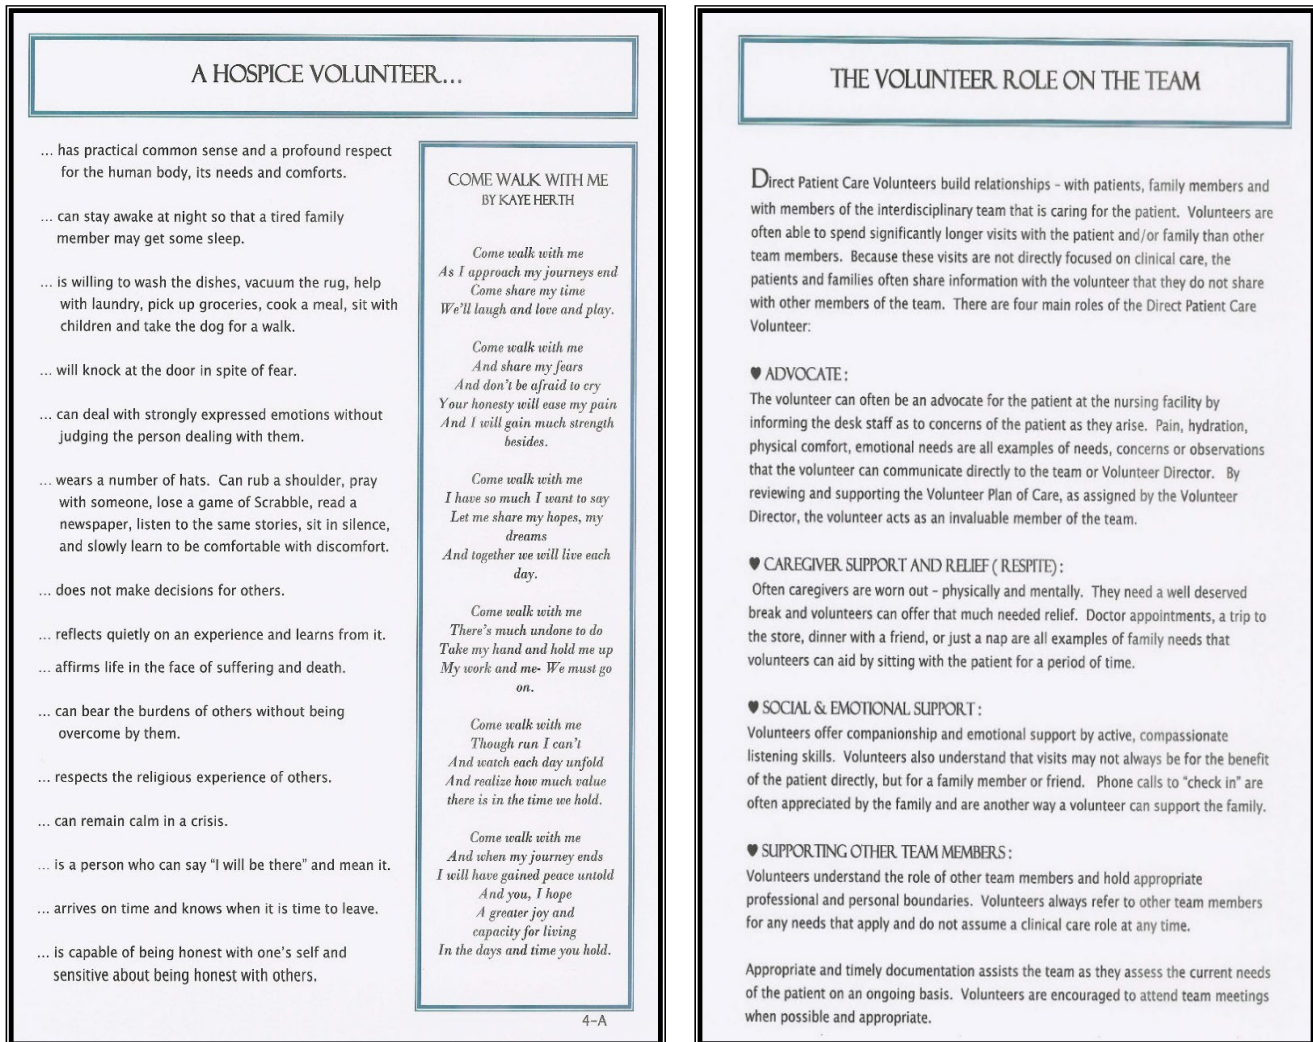 A HOSPICE VOLUNTEER...
... has practical common sense and a profound respect
for the human body, its needs and comforts.
... can stay awake at night so that a tired family
member may get some sleep.
... is willing to wash the dishes, vacuum the rug, help
with laundry, pick up groceries, cook a meal, sit with
children and take the dog for a walk.
... will knock at the door in spite of fear.
... can deal with strongly expressed emotions without
judging the person dealing with them.
... wears a number of hats.  Can rub a shoulder, pray
with someone, lose a game of Scrabble, read a
newspaper, listen to the same stories, sit in silence,
and slowly learn to be comfortable with discomfort.
... does not make decisions for others.
... reflects quietly on an experience and learns from it.
... affirms life in the face of suffering and death.
... can bear the burdens of others without being
overcome by them.
... respects the religious experience of others.
... can remain calm in a crisis.
... is a person who can say "I will be there" and mean it.
... arrives on time and knows when it is time to leave.
... is capable of being honest with one's self and
sensitive about being honest with others.
COME WALK WITH ME
BY KAYE HERTH
Come walk with me
As I approach my journeys end
Come share my time
We'll laugh and love and play.
Come walk with me
And share my fears
And don't be afraid to cry
Your honesty will ease my pain
And I will gain much strength
besides.
Come walk with me
I have so much I want to say
Let me share my hopes, my
dreams
And together we will live each
day.
Come walk with me
There's much undone to do
Take my hand and hold me up
My work and me- We must go
on.
Come walk with me
Though run I can't
And watch each day unfold
And realize how much value
there is in the time we hold.
Come walk with me
And when my journey ends
I will have gained peace untold
And you, I hope
A greater joy and
capacity for living
In the days and time you hold.
4-A
THE VOLUNTEER ROLE ON THE TEAM
Direct Patient Care Volunteers build relationships - with patients, family members and
with members of the interdisciplinary team that is caring for the patient.  Volunteers are
often able to spend significantly longer visits with the patient and/or family than other
team members.  Because these visits are not directly focused on clinical care, the
patients and families often share information with the volunteer that they do not share
with other members of the team.  There are four main roles of the Direct Patient Care
Volunteer:
♥ ADVOCATE:
The volunteer can often be an advocate for the patient at the nursing facility by
informing the desk staff as to concerns of the patient as they arise.  Pain, hydration,
physical comfort, emotional needs are all examples of needs, concerns or observations
that the volunteer can communicate directly to the team or Volunteer Director.  By
reviewing and supporting the Volunteer Plan of Care, as assigned by the Volunteer
Director, the volunteer acts as an invaluable member of the team.
♥ CAREGIVER SUPPORT AND RELIEF ( RESPITE) :
Often caregivers are worn out - physically and mentally.  They need a well deserved
break and volunteers can offer that much needed relief.  Doctor appointments, a trip to
the store, dinner with a friend, or just a nap are all examples of family needs that
volunteers can aid by sitting with the patient for a period of time.
♥ SOCIAL & EMOTIONAL SUPPORT :
Volunteers offer companionship and emotional support by active, compassionate
listening skills.  Volunteers also understand that visits may not always be for the benefit
of the patient directly, but for a family member or friend.  Phone calls to "check in" are
often appreciated by the family and are another way a volunteer can support the family.
♥ SUPPORTING OTHER TEAM MEMBERS :
Volunteers understand the role of other team members and hold appropriate
professional and personal boundaries.  Volunteers always refer to other team members
for any needs that apply and do not assume a clinical care role at any time.
Appropriate and timely documentation assists the team as they assess the current needs
of the patient on an ongoing basis.  Volunteers are encouraged to attend team meetings
when possible and appropriate.